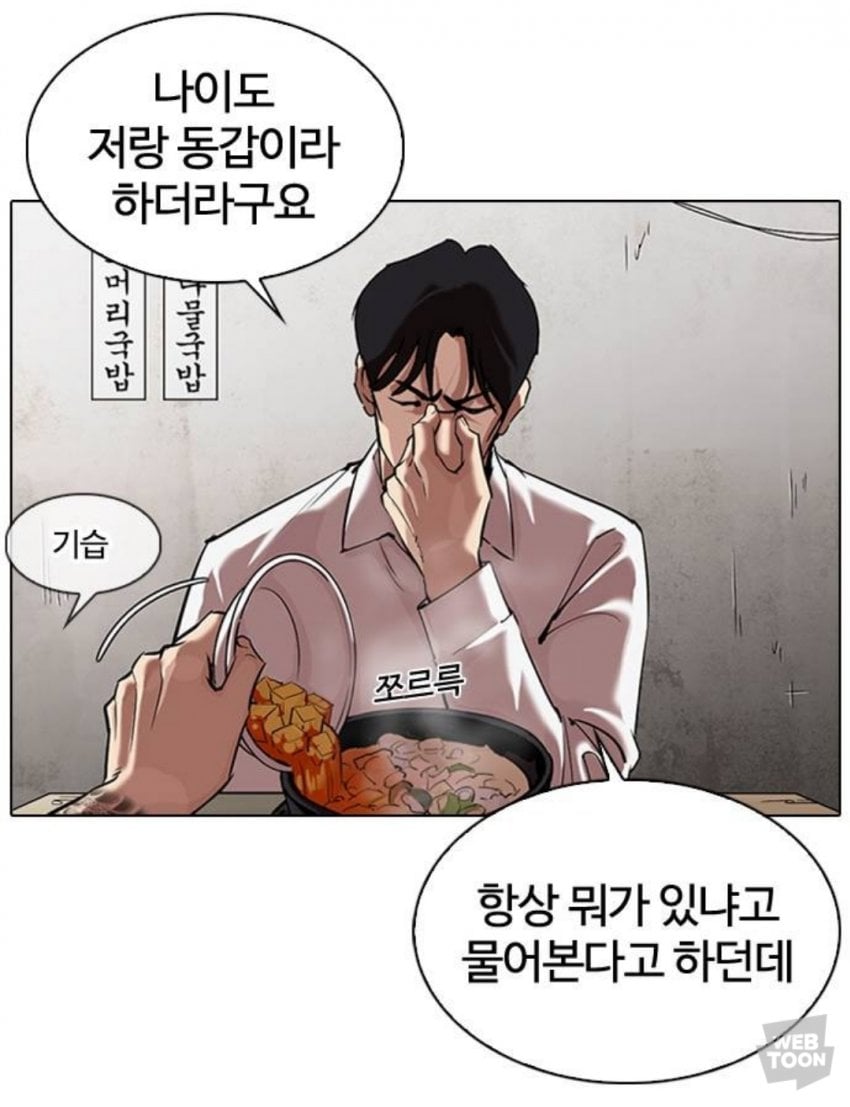 나이도
저랑 동갑이라
하더라구요
머리국밥
물국밥
기습
쪼르륵
항상 뭐가 있냐고
물어본다고 하던데
WEB
TOON